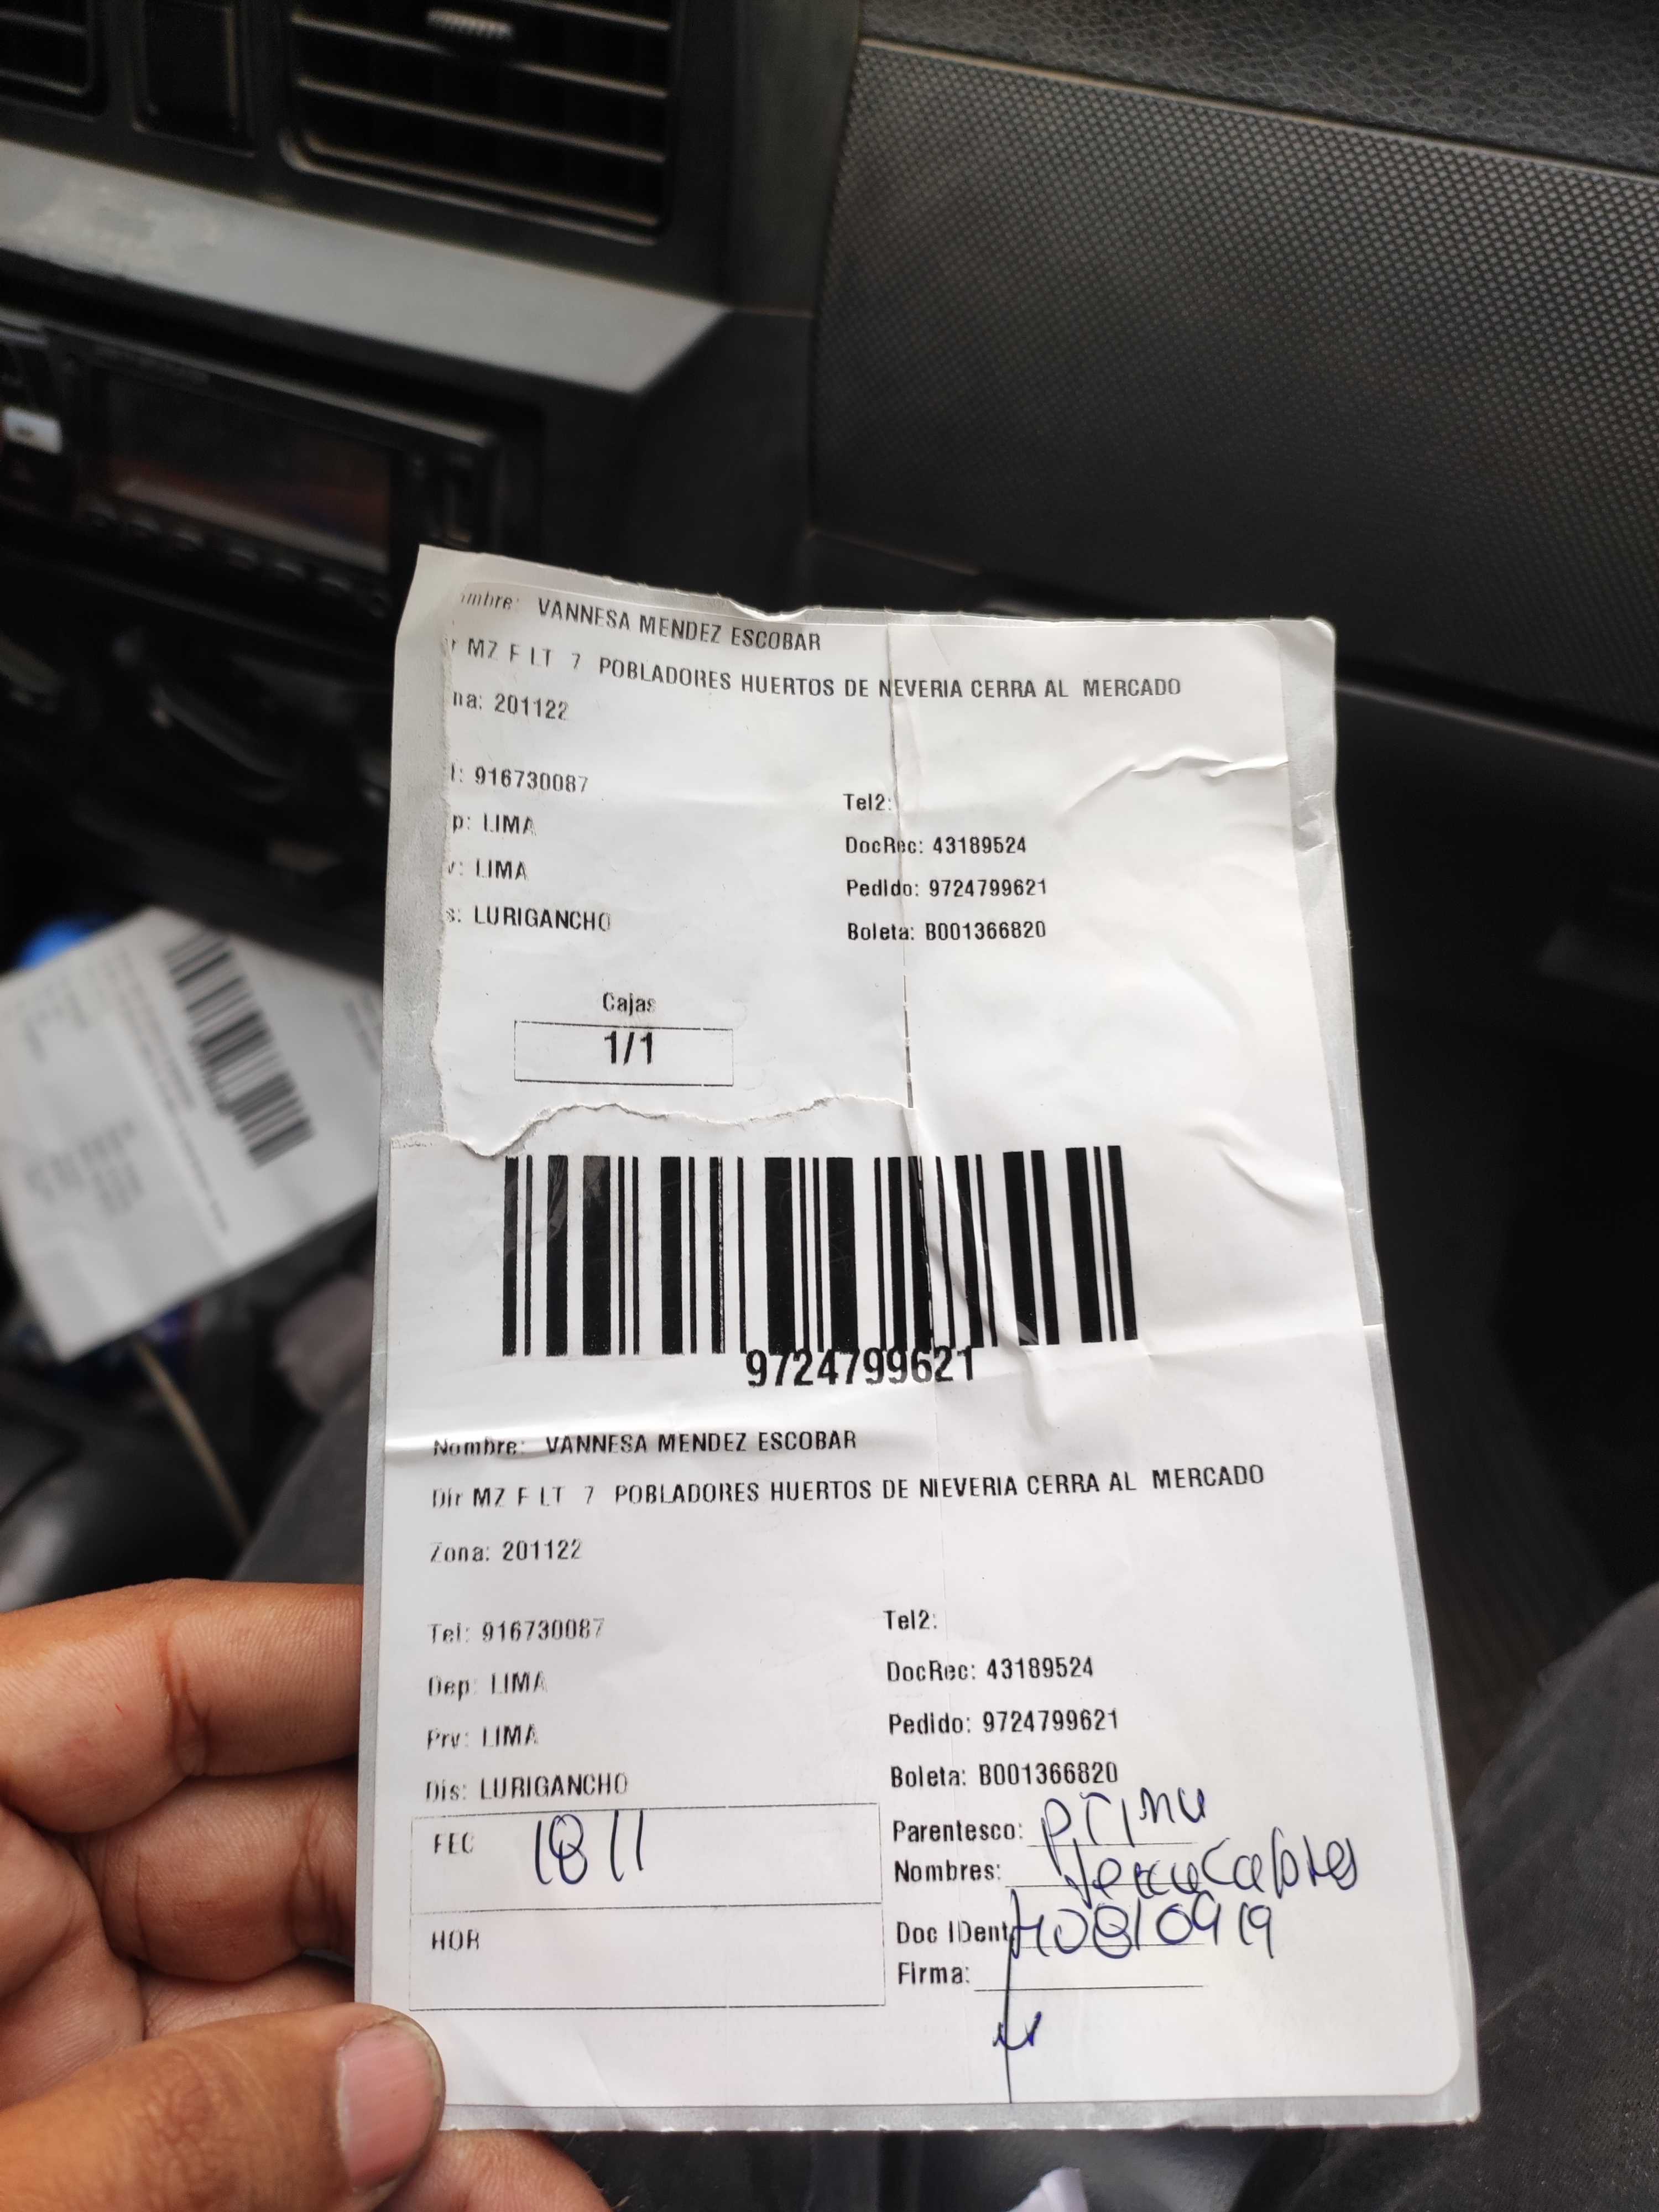 mbre: VANNESA MENDEZ ESCOBAR
r MZ F LT 7 POBLADORES HUERTOS DE NEVERIA CERRA AL MERCADO
na: 201122
l: 916730087
Tel2:
p: LIMA
DocRec: 43189524
v: LIMA
Pedido: 9724799621
s: LURIGANCHO
Boleta: B001366820
Cajas
1/1
9724799621
Nombre: VANNESA MENDEZ ESCOBAR
Dir MZ F LT 7 POBLADORES HUERTOS DE NIEVERIA CERRA AL MERCADO
Zona: 201122
Tel: 916730087
Tel2:
Dep: LIMA
DocRec: 43189524
Prv: LIMA
Pedido: 9724799621
Dis: LURIGANCHO
Boleta: B001366820
FEC 18 11
Parentesco:
Nombres:
HOR
Doc IDent 40810919
Firma: